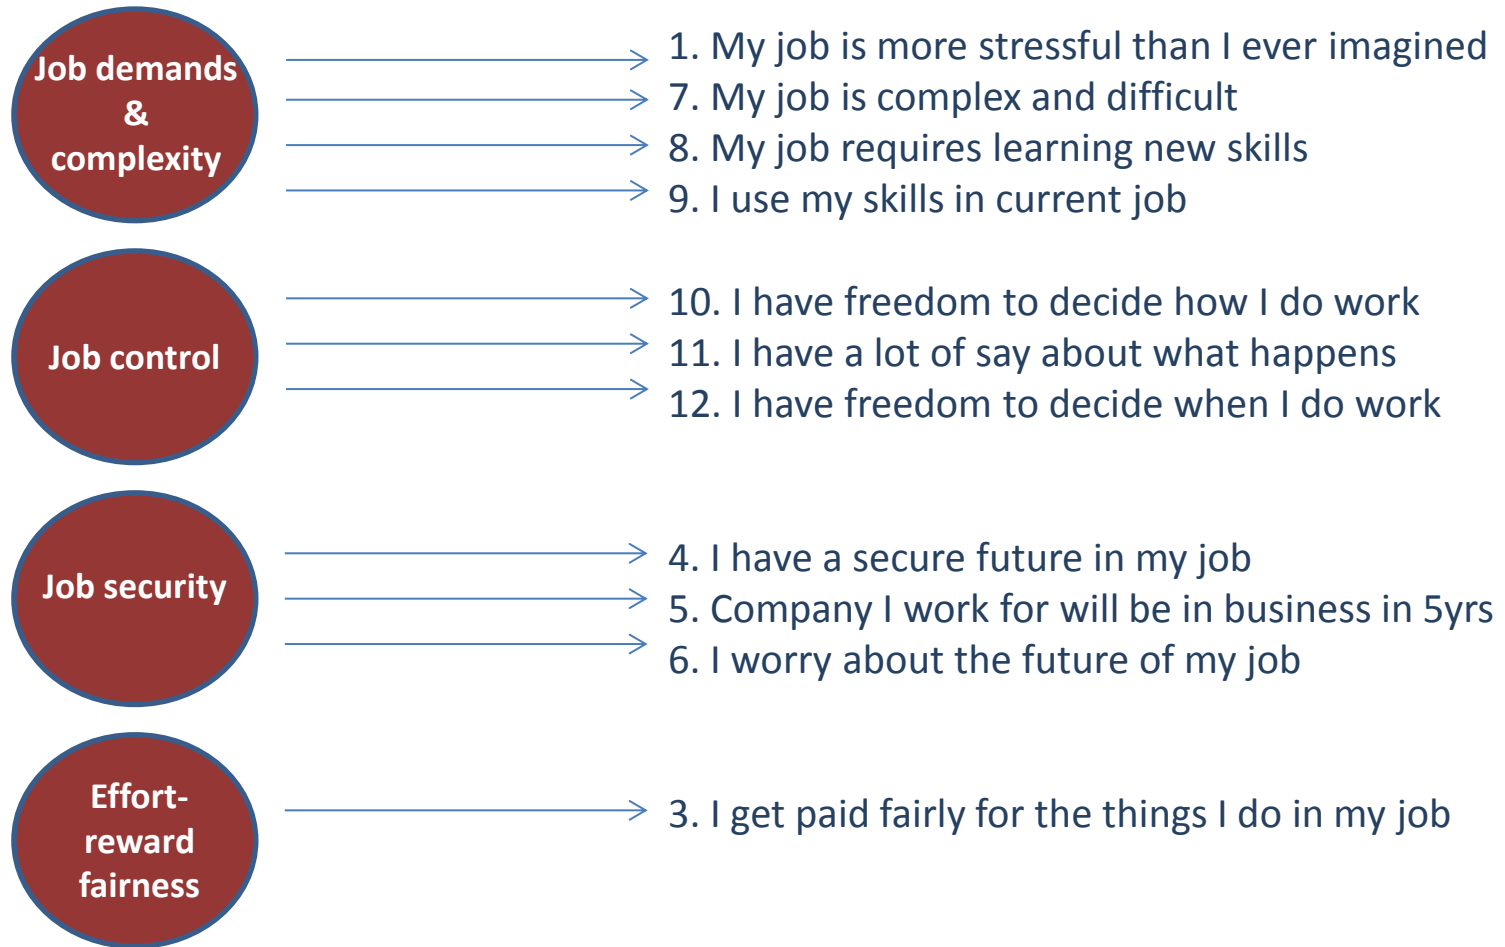 Job demands
&
complexity
1. My job is more stressful than I ever imagined
7. My job is complex and difficult
8. My job requires learning new skills
9. I use my skills in current job
Job control
10. I have freedom to decide how I do work
11. I have a lot of say about what happens
12. I have freedom to decide when I do work
Job security
4. I have a secure future in my job
5. Company I work for will be in business in 5yrs
6. I worry about the future of my job
Effort-
reward
fairness
3. I get paid fairly for the things I do in my job